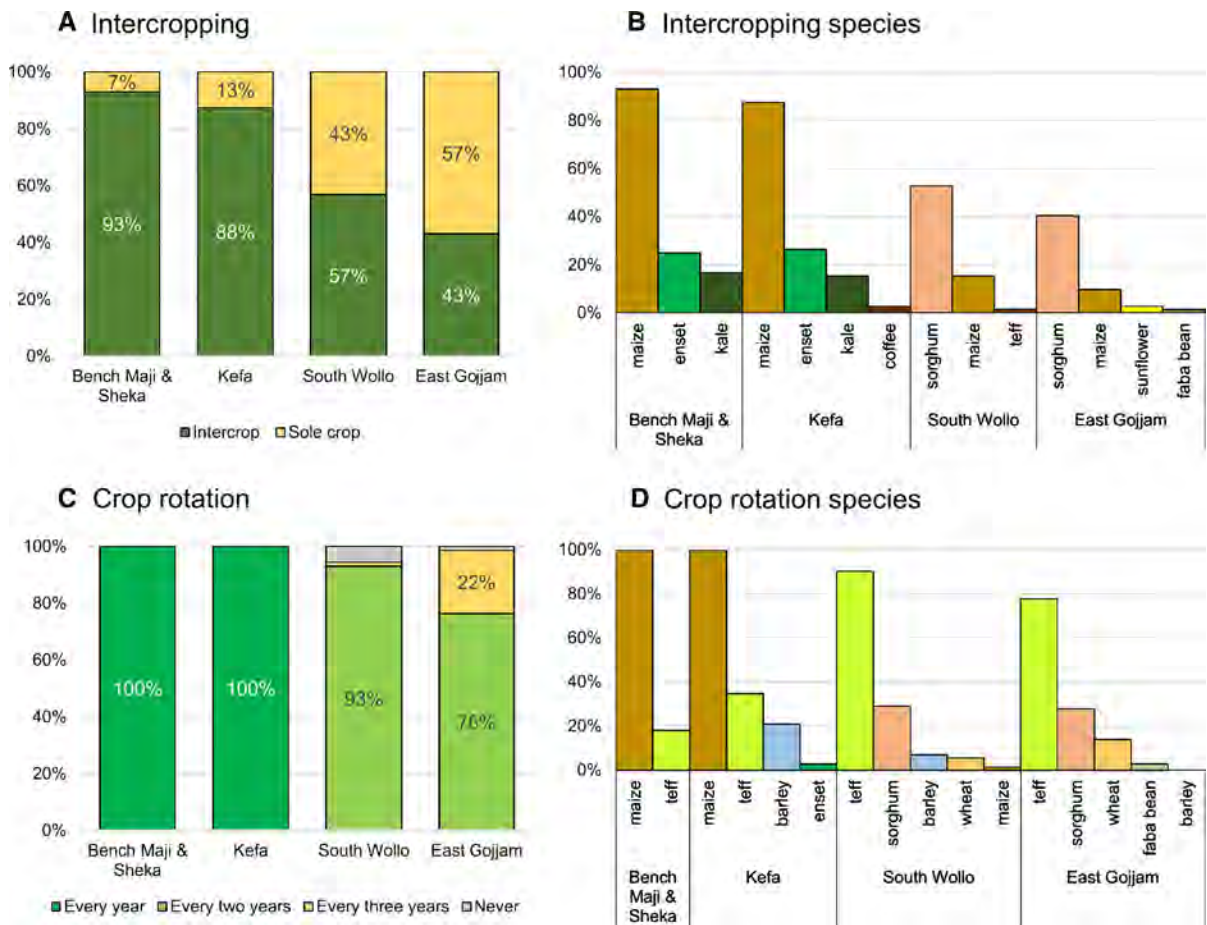 A Intercropping
100%
80%
60%
40%
20%
0%
7%
13%
43%
57%
93%
88%
57%
43%
Bench Maji &
Sheka
Kefa
South Wollo
East Gojjam
Intercrop
Sole crop
B Intercropping species
100%
80%
60%
40%
20%
0%
maize
enset
kale
maize
enset
kale
coffee
sorghum
maize
teff
sorghum
maize
sunflower
faba bean
Bench Maji &
Sheka
Kefa
South Wollo
East Gojjam
C Crop rotation
100%
80%
60%
40%
20%
0%
100%
100%
93%
22%
76%
Bench Maji &
Sheka
Kefa
South Wollo
East Gojjam
Every year
Every two years
Every three years
Never
D Crop rotation species
100%
80%
60%
40%
20%
0%
maize
teff
maize
teff
barley
enset
teff
sorghum
barley
wheat
maize
teff
sorghum
wheat
faba bean
barley
Bench
Maji &
Sheka
Kefa
South Wollo
East Gojjam